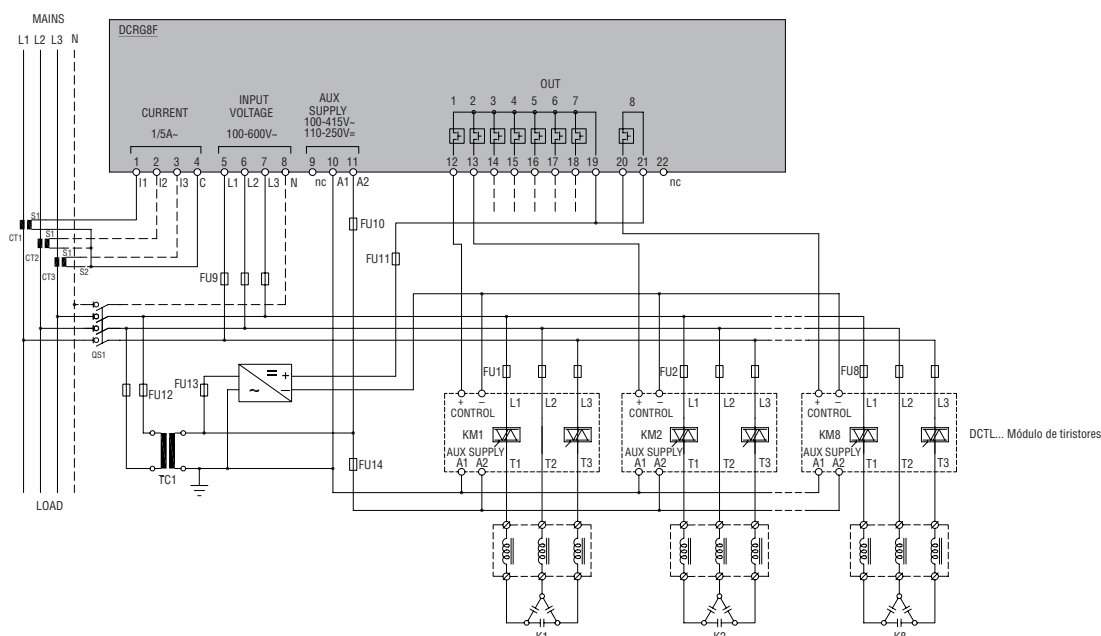 MAINS
L1 L2 L3 N
DCRG8F
CURRENT
1/5A~
INPUT
VOLTAGE
100-600V~
AUX
SUPPLY
100-415V~
110-250V=
OUT
1 2 3 4 5 6 7 8
1 2 3 4 5 6 7 8 9 10 11 12 13 14 15 16 17 18 19 20 21 22
I1 I2 I3 C L1 L2 L3 N nc A1 A2 nc
S1
CT1
S1
CT2
S1
CT3
S2
FU10
FU11
FU9
QS1
FU12
FU13
= +
~ −
FU14
TC1
LOAD
FU1 FU2 FU8
+ − L1 L2 L3
CONTROL
KM1
AUX SUPPLY
A1 A2 T1 T2 T3
+ − L1 L2 L3
CONTROL
KM2
AUX SUPPLY
A1 A2 T1 T2 T3
+ − L1 L2 L3
CONTROL
KM8
AUX SUPPLY
A1 A2 T1 T2 T3
DCTL... Módulo de tiristores